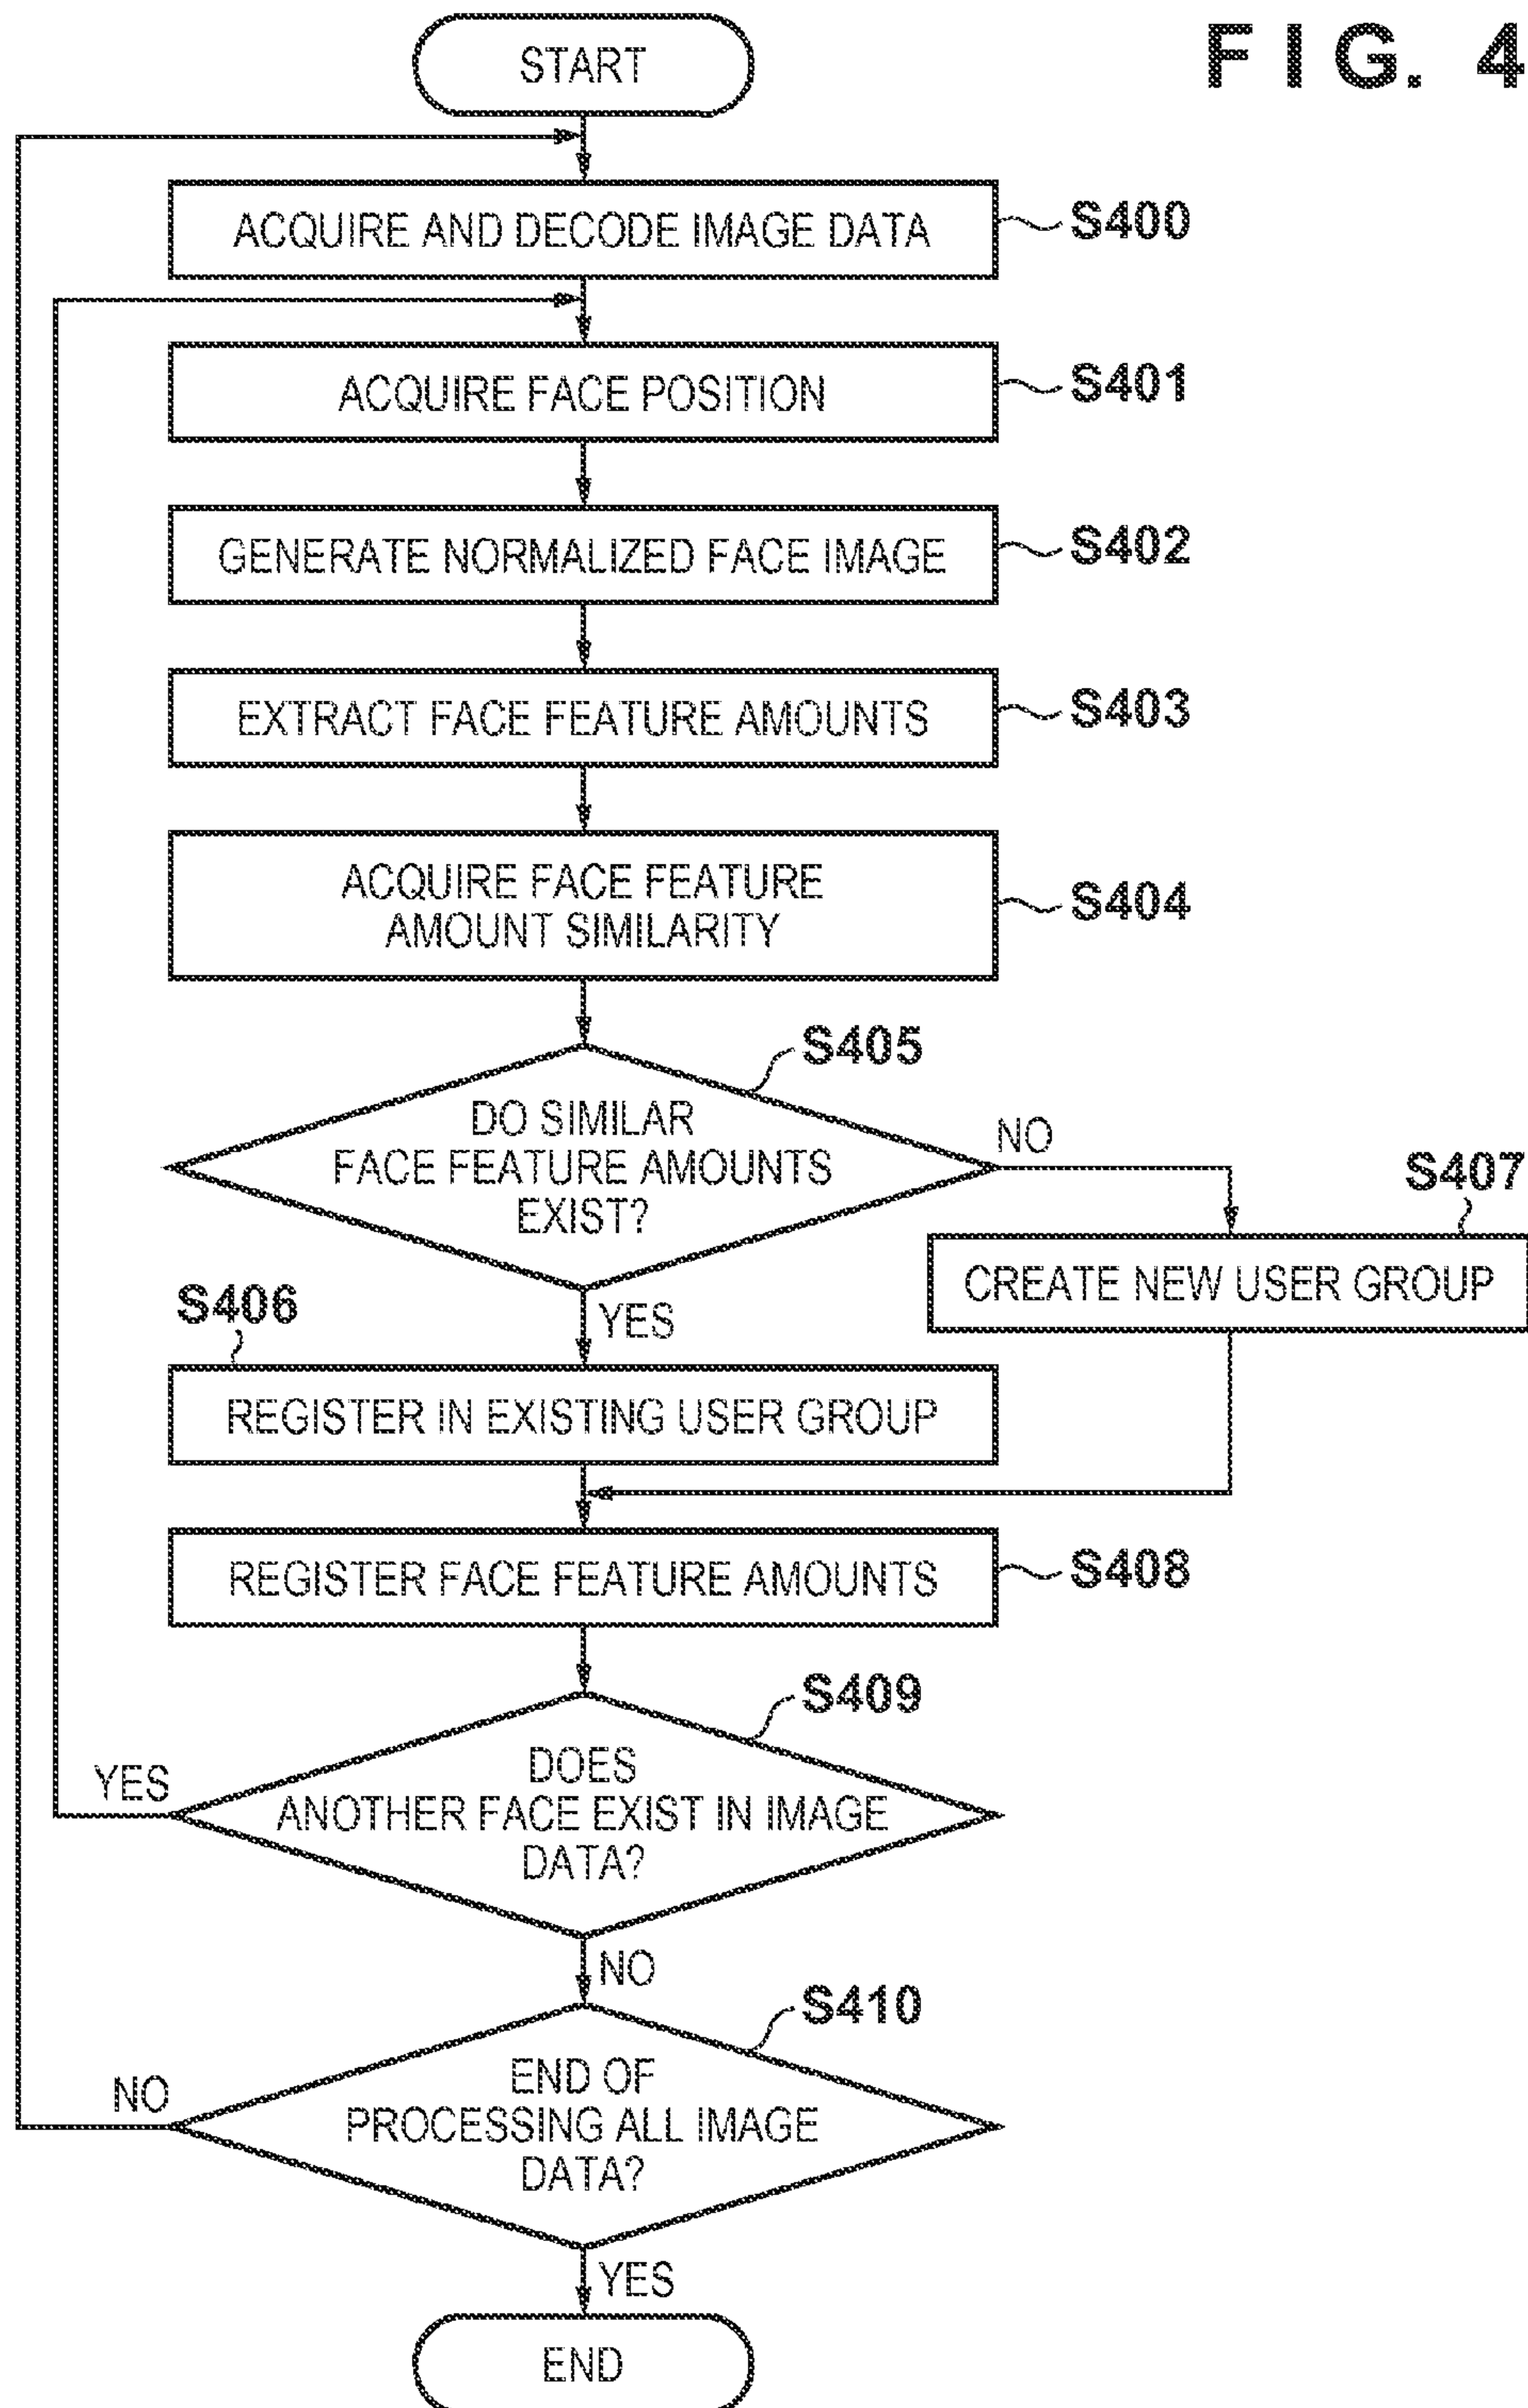 FIG. 4
START
ACQUIRE AND DECODE IMAGE DATA
S400
ACQUIRE FACE POSITION
S401
GENERATE NORMALIZED FACE IMAGE
S402
EXTRACT FACE FEATURE AMOUNTS
S403
ACQUIRE FACE FEATURE
AMOUNT SIMILARITY
S404
S405
DO SIMILAR
FACE FEATURE AMOUNTS
EXIST?
NO
S407
CREATE NEW USER GROUP
YES
S406
REGISTER IN EXISTING USER GROUP
REGISTER FACE FEATURE AMOUNTS
S408
S409
DOES
ANOTHER FACE EXIST IN IMAGE
DATA?
YES
NO
S410
END OF
PROCESSING ALL IMAGE
DATA?
NO
YES
END